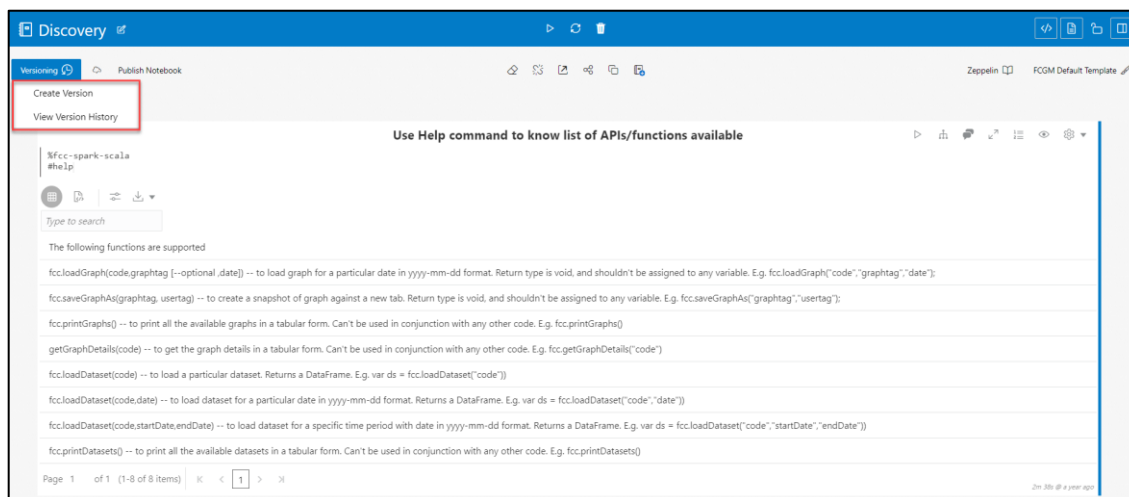 Discovery
Versioning
Publish Notebook
Zeppelin
FCGM Default Template
Create Version
View Version History
Use Help command to know list of APIs/functions available
%fcc-spark-scala
#help
Type to search
The following functions are supported
fcc.loadGraph(code,graphtag [--optional ,date]) -- to load graph for a particular date in yyyy-mm-dd format. Return type is void, and shouldn't be assigned to any variable. E.g. fcc.loadGraph("code","graphtag","date");
fcc.saveGraphAs(graphtag, usertag) -- to create a snapshot of graph against a new tab. Return type is void, and shouldn't be assigned to any variable. E.g. fcc.saveGraphAs("graphtag","usertag");
fcc.printGraphs() -- to print all the available graphs in a tabular form. Can't be used in conjunction with any other code. E.g. fcc.printGraphs()
getGraphDetails(code) -- to get the graph details in a tabular form. Can't be used in conjunction with any other code. E.g. fcc.getGraphDetails("code")
fcc.loadDataset(code) -- to load a particular dataset. Returns a DataFrame. E.g. var ds = fcc.loadDataset("code"))
fcc.loadDataset(code,date) -- to load dataset for a particular date in yyyy-mm-dd format. Returns a DataFrame. E.g. var ds = fcc.loadDataset("code","date"))
fcc.loadDataset(code,startDate,endDate) -- to load dataset for a specific time period with date in yyyy-mm-dd format. Returns a DataFrame. E.g. var ds = fcc.loadDataset("code","startDate","endDate"))
fcc.printDatasets() -- to print all the available datasets in a tabular form. Can't be used in conjunction with any other code. E.g. fcc.printDatasets()
Page 1 of 1 (1-8 of 8 items) 1
2m 38s @ a year ago